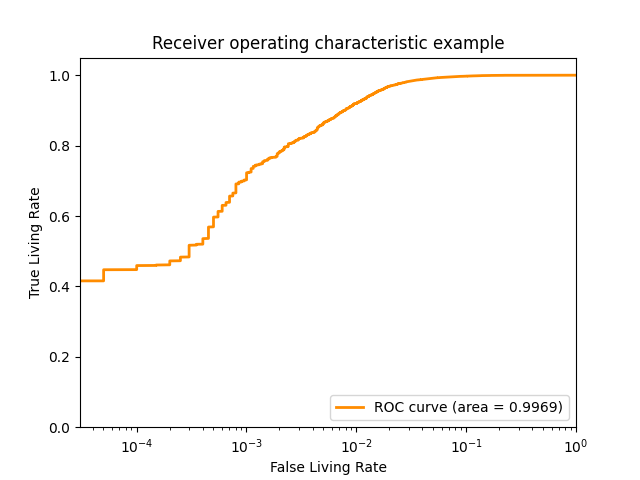 Receiver operating characteristic example
True Living Rate
1.0
0.8
0.6
0.4
0.2
0.0
ROC curve (area = 0.9969)
10⁻⁴ 10⁻³ 10⁻² 10⁻¹ 10⁰
False Living Rate